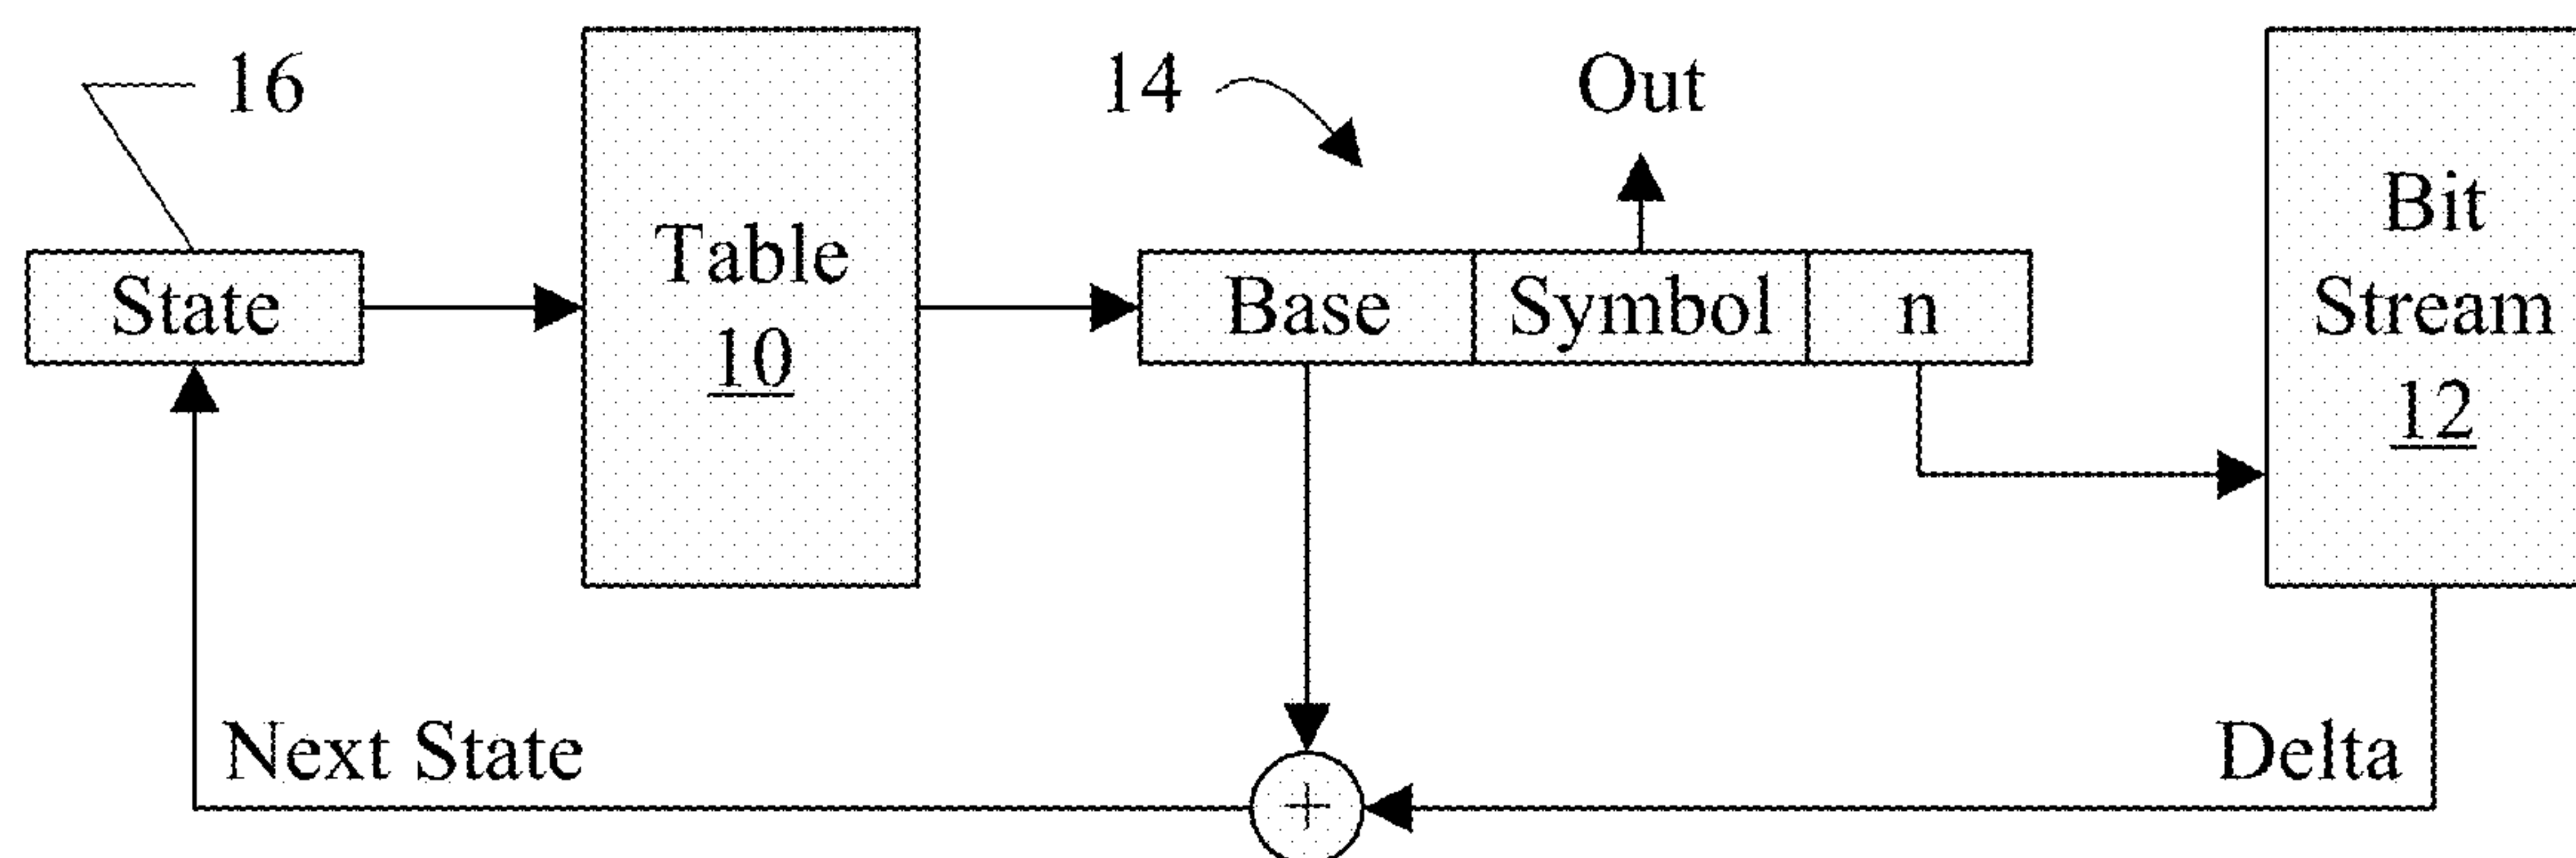 16
14
Out
State
Table
10
Base
Symbol
n
Bit
Stream
12
Next State
+
Delta